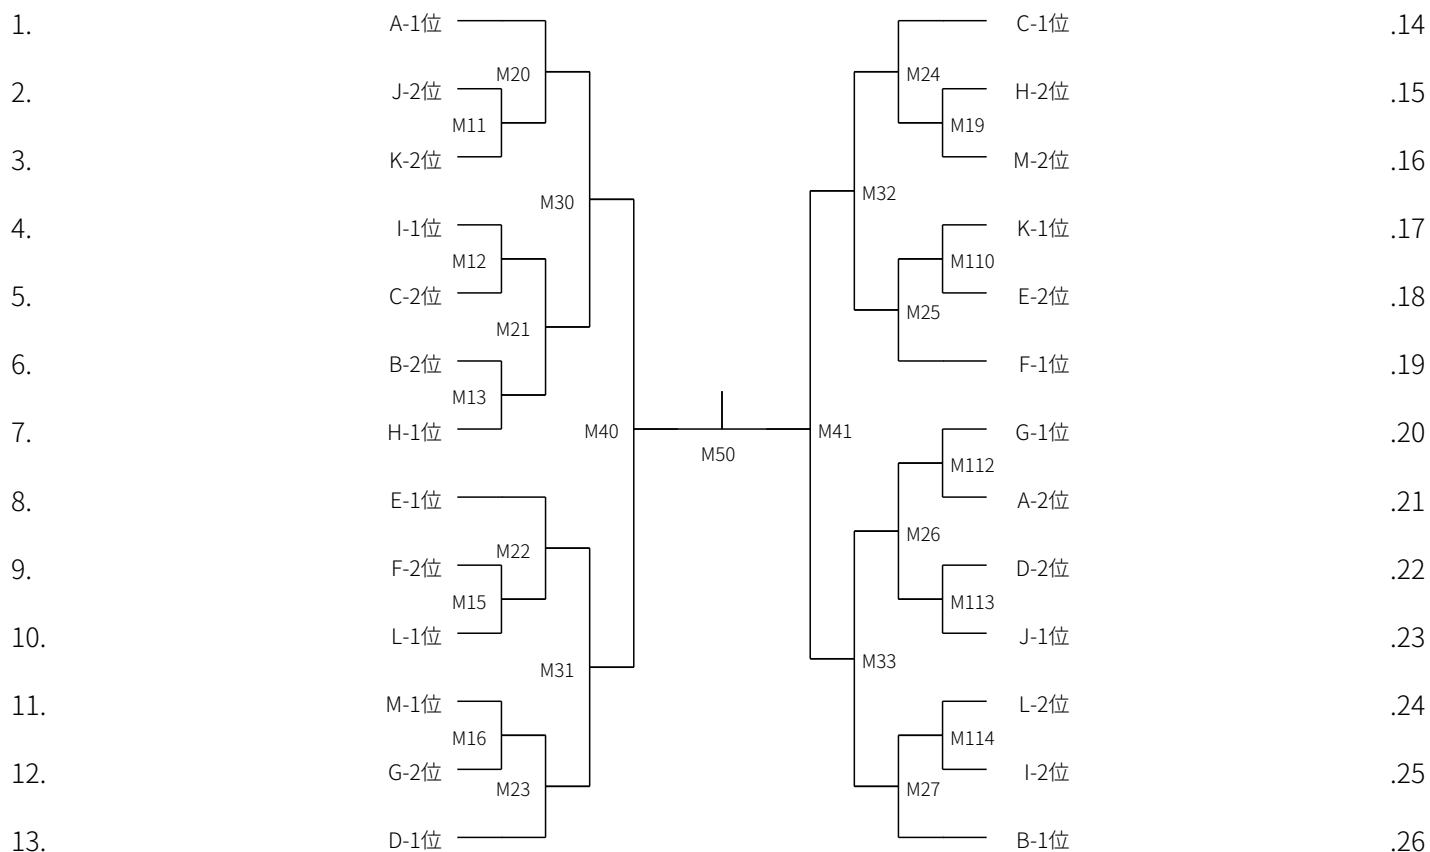 1. A-1位 C-1位 .14
M20 M24
2. J-2位 H-2位 .15
M11 M19
3. K-2位 M-2位 .16
M30 M32
4. I-1位 K-1位 .17
M12 M110
5. C-2位 E-2位 .18
M21 M25
6. B-2位 F-1位 .19
M13
7. H-1位 M40 M41 G-1位 .20
M50 M112
8. E-1位 A-2位 .21
M22 M26
9. F-2位 D-2位 .22
M15 M113
10. L-1位 J-1位 .23
M31 M33
11. M-1位 L-2位 .24
M16 M114
12. G-2位 I-2位 .25
M23 M27
13. D-1位 B-1位 .26